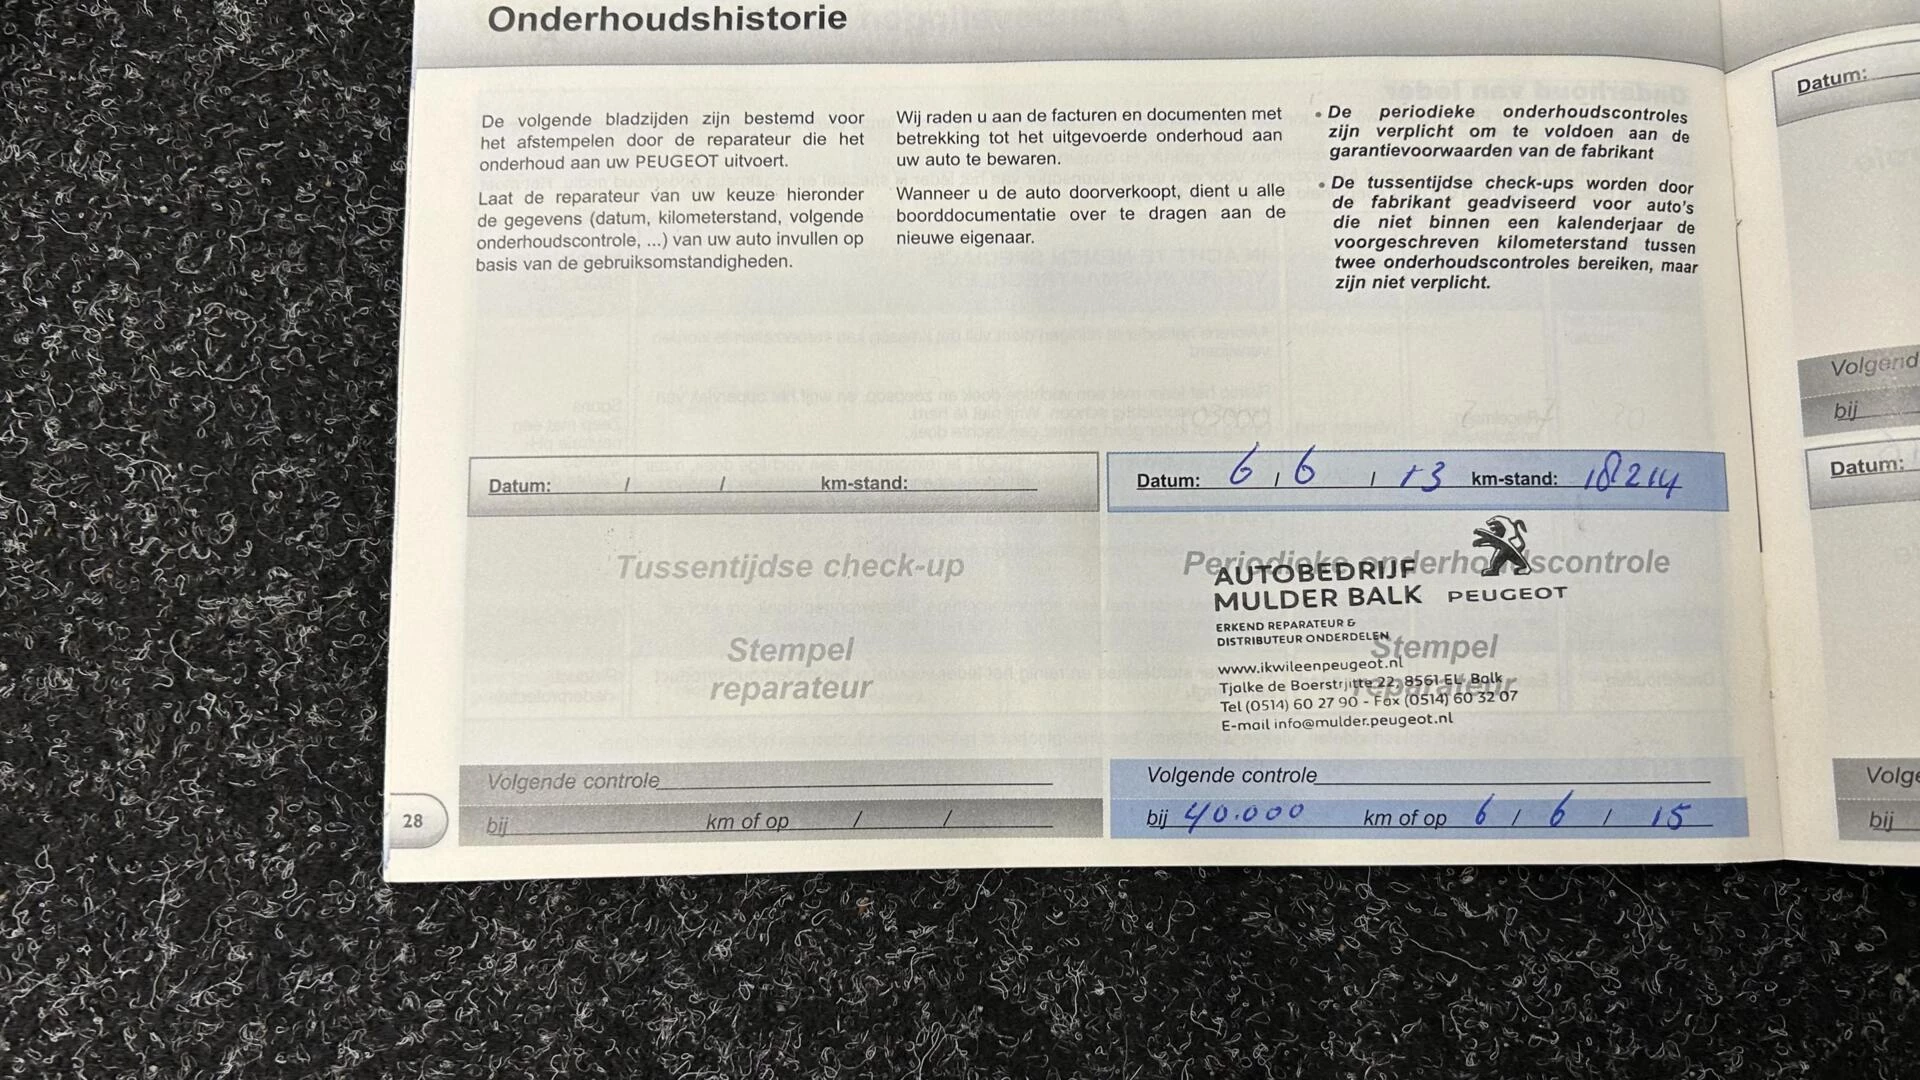 Onderhoudshistorie
De volgende bladzijden zijn bestemd voor
het afstempelen door de reparateur die het
onderhoud aan uw PEUGEOT uitvoert.
Laat de reparateur van uw keuze hieronder
de gegevens (datum, kilometerstand, volgende
onderhoudscontrole, ...) van uw auto invullen op
basis van de gebruiksomstandigheden.
Wij raden u aan de facturen en documenten met
betrekking tot het uitgevoerde onderhoud aan
uw auto te bewaren.
Wanneer u de auto doorverkoopt, dient u alle
boorddocumentatie over te dragen aan de
nieuwe eigenaar.
• De periodieke onderhoudscontroles
zijn verplicht om te voldoen aan de
garantievoorwaarden van de fabrikant
• De tussentijdse check-ups worden door
de fabrikant geadviseerd voor auto's
die niet binnen een kalenderjaar de
voorgeschreven kilometerstand tussen
twee onderhoudscontroles bereiken, maar
zijn niet verplicht.
Datum: / / km-stand:
Tussentijdse check-up
Stempel
reparateur
Volgende controle
bij km of op / /
28
Datum: 6 / 6 / 13 km-stand: 18214
Periodieke onderhoudscontrole
AUTOBEDRIJF
MULDER BALK PEUGEOT
ERKEND REPARATEUR &
DISTRIBUTEUR ONDERDELEN
Stempel
reparateur
www.ikwileenpeugeot.nl
Tjalke de Boerstrjitte 22, 8561 EL Balk
Tel (0514) 60 27 90 - Fax (0514) 60 32 07
E-mail info@mulder.peugeot.nl
Volgende controle
bij 40.000 km of op 6 / 6 / 15
Datum:
Volgend
bij
Datum:
Volge
bij